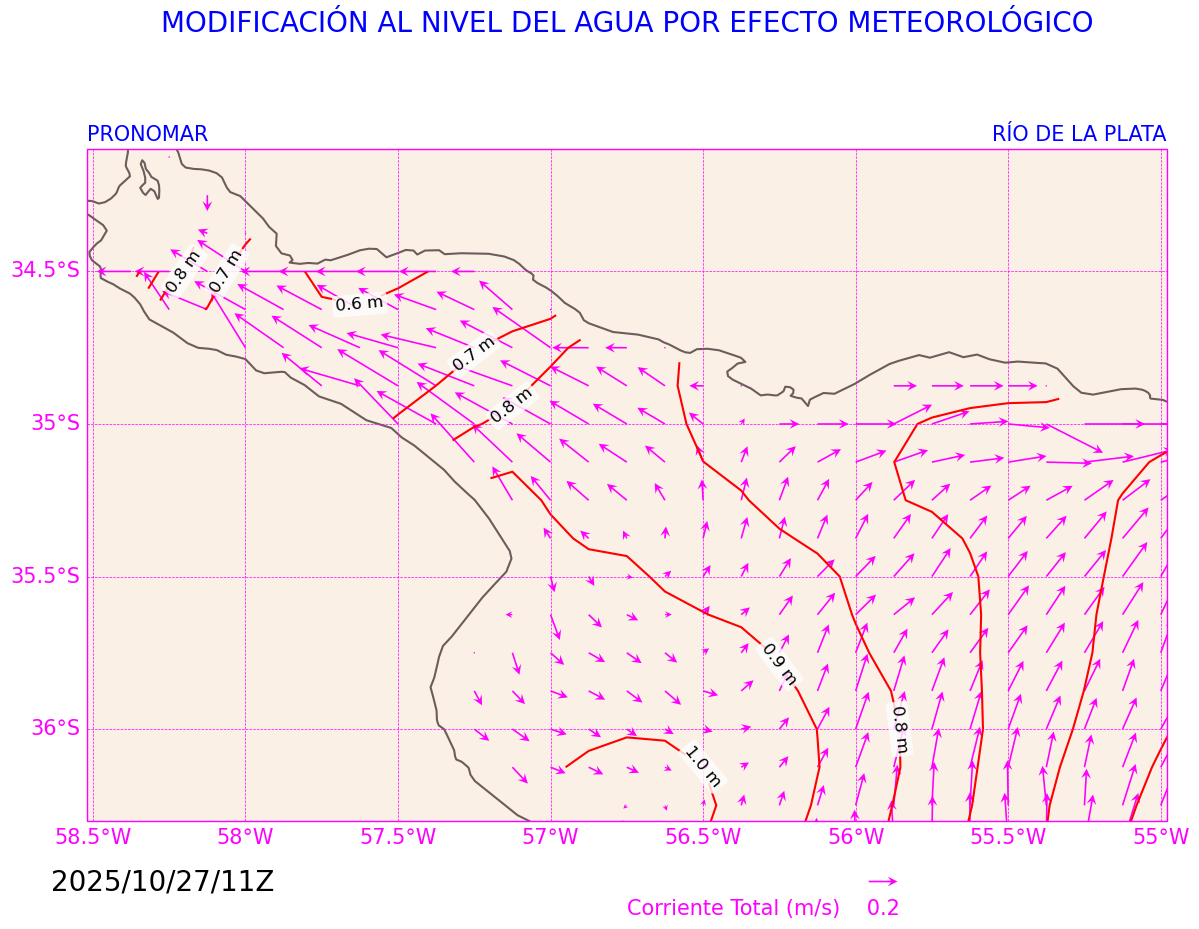 MODIFICACIÓN AL NIVEL DEL AGUA POR EFECTO METEOROLÓGICO
PRONOMAR
RÍO DE LA PLATA
34.5°S
35°S
35.5°S
36°S
0.8 m
0.7 m
0.6 m
0.7 m
0.8 m
0.9 m
0.8 m
1.0 m
58.5°W
58°W
57.5°W
57°W
56.5°W
56°W
55.5°W
55°W
2025/10/27/11Z
Corriente Total (m/s)
0.2